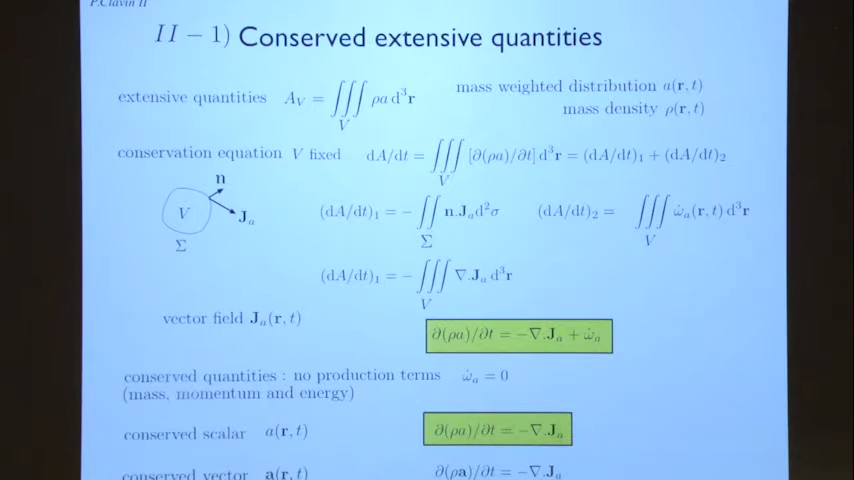 P.Clavin II
II – 1) Conserved extensive quantities
extensive quantities A_V = ∭_V ρa d³r mass weighted distribution a(r, t)
mass density ρ(r, t)
conservation equation V fixed dA/dt = ∭_V [∂(ρa)/∂t] d³r = (dA/dt)₁ + (dA/dt)₂
n
V
J_a
Σ
(dA/dt)₁ = − ∬_Σ n.J_a d²σ (dA/dt)₂ = ∭_V ω̇_a(r, t) d³r
(dA/dt)₁ = − ∭_V ∇.J_a d³r
vector field J_a(r, t)
∂(ρa)/∂t = −∇.J_a + ω̇_a
conserved quantities : no production terms ω̇_a = 0
(mass, momentum and energy)
conserved scalar a(r, t) ∂(ρa)/∂t = −∇.J_a
conserved vector a(r, t) ∂(ρa)/∂t = −∇.J_a